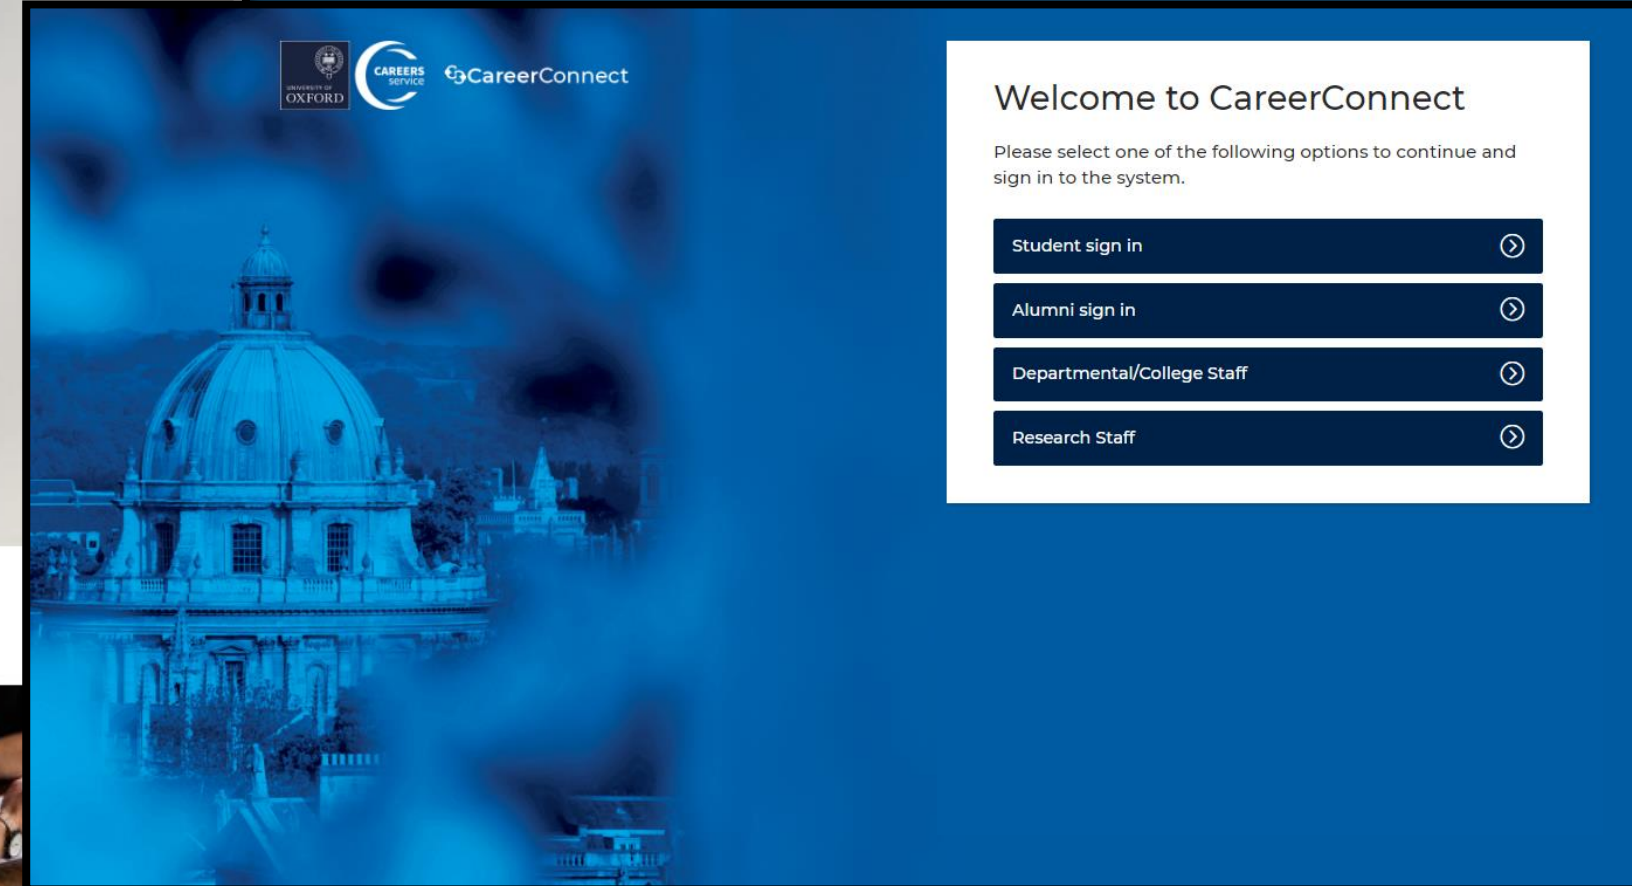 UNIVERSITY OF
OXFORD
CAREERS
service
CareerConnect
Welcome to CareerConnect
Please select one of the following options to continue and
sign in to the system.
Student sign in
Alumni sign in
Departmental/College Staff
Research Staff